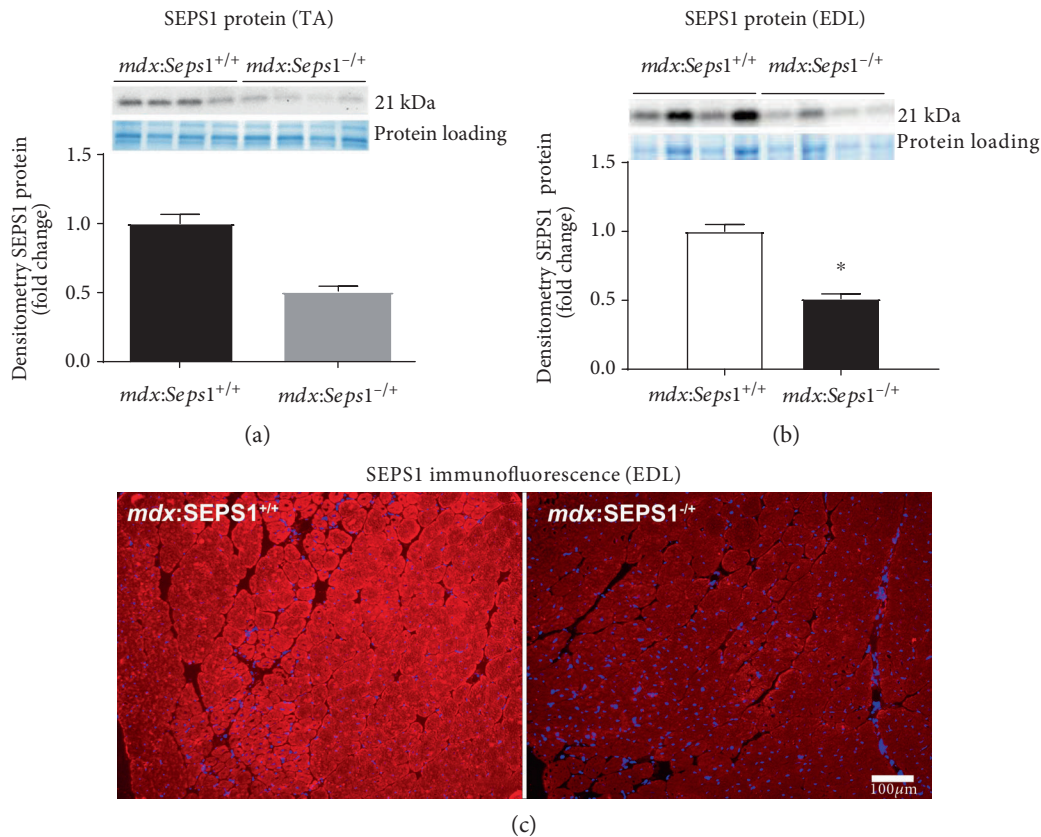 SEPS1 protein (TA)
mdx:Seps1+/+ mdx:Seps1−/+
21 kDa
Protein loading
Densitometry SEPS1 protein
(fold change)
1.5
1.0
0.5
0.0
mdx:Seps1+/+ mdx:Seps1−/+
(a)
SEPS1 protein (EDL)
mdx:Seps1+/+ mdx:Seps1−/+
21 kDa
Protein loading
Densitometry SEPS1 protein
(fold change)
1.5
1.0
0.5
0.0
*
mdx:Seps1+/+ mdx:Seps1−/+
(b)
SEPS1 immunofluorescence (EDL)
mdx:SEPS1+/+ mdx:SEPS1-/+
100µm
(c)